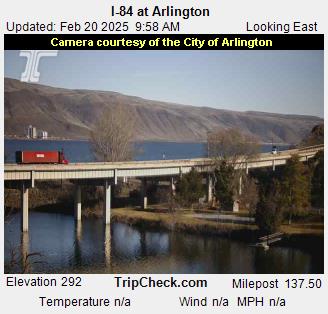 I-84 at Arlington
Updated: Feb 20 2025 9:58 AM Looking East
Camera courtesy of the City of Arlington
Elevation 292 TripCheck.com Milepost 137.50
Temperature n/a Wind n/a MPH n/a